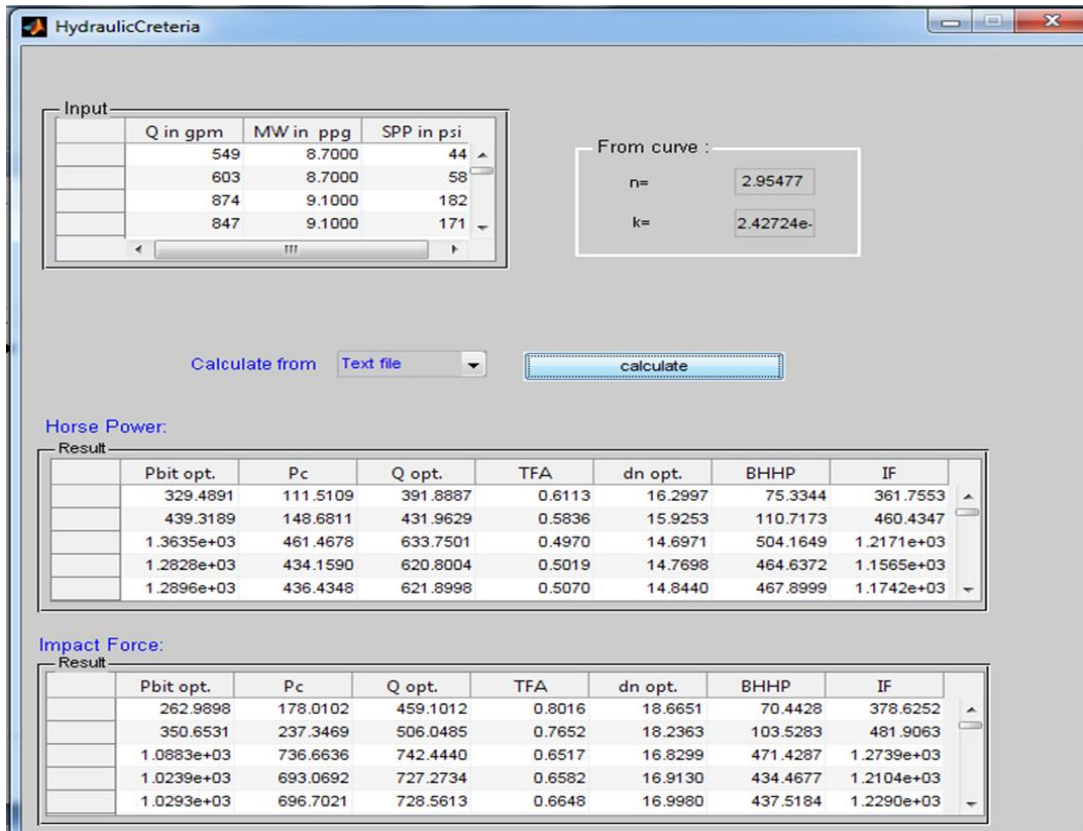 HydraulicCreteria
Input
Q in gpm MW in ppg SPP in psi
549 8.7000 44
603 8.7000 58
874 9.1000 182
847 9.1000 171
From curve :
n= 2.95477
k= 2.42724e-
Calculate from Text file calculate
Horse Power:
Result
Pbit opt. Pc Q opt. TFA dn opt. BHHP IF
329.4891 111.5109 391.8887 0.6113 16.2997 75.3344 361.7553
439.3189 148.6811 431.9629 0.5836 15.9253 110.7173 460.4347
1.3635e+03 461.4678 633.7501 0.4970 14.6971 504.1649 1.2171e+03
1.2828e+03 434.1590 620.8004 0.5019 14.7698 464.6372 1.1565e+03
1.2896e+03 436.4348 621.8998 0.5070 14.8440 467.8999 1.1742e+03
Impact Force:
Result
Pbit opt. Pc Q opt. TFA dn opt. BHHP IF
262.9898 178.0102 459.1012 0.8016 18.6651 70.4428 378.6252
350.6531 237.3469 506.0485 0.7652 18.2363 103.5283 481.9063
1.0883e+03 736.6636 742.4440 0.6517 16.8299 471.4287 1.2739e+03
1.0239e+03 693.0692 727.2734 0.6582 16.9130 434.4677 1.2104e+03
1.0293e+03 696.7021 728.5613 0.6648 16.9980 437.5184 1.2290e+03